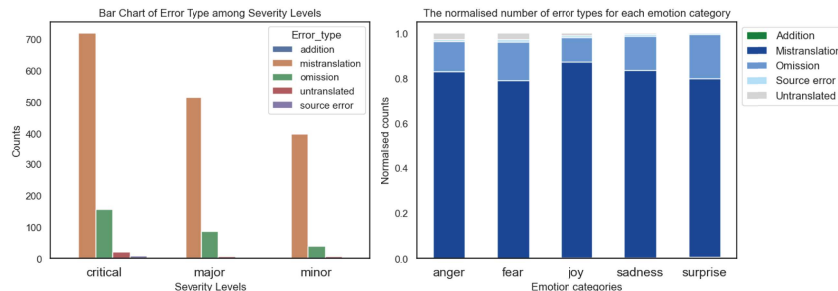 Bar Chart of Error Type among Severity Levels
Counts
700
600
500
400
300
200
100
0
Error_type
addition
mistranslation
omission
untranslated
source error
critical major minor
Severity Levels
The normalised number of error types for each emotion category
Normalised counts
1.0
0.8
0.6
0.4
0.2
0.0
anger fear joy sadness surprise
Emotion categories
Addition
Mistranslation
Omission
Source error
Untranslated